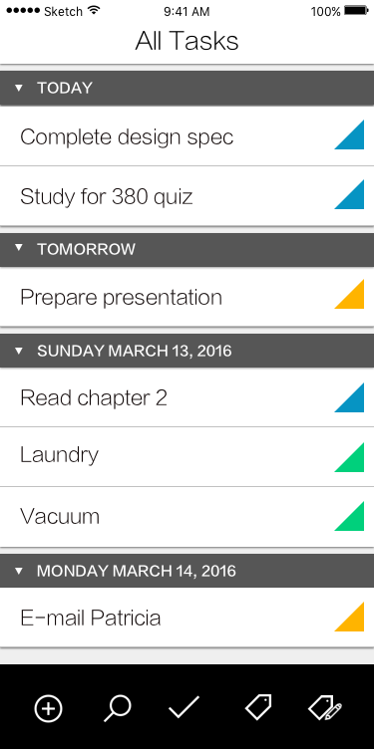 Sketch 9:41 AM 100%
All Tasks
TODAY
Complete design spec
Study for 380 quiz
TOMORROW
Prepare presentation
SUNDAY MARCH 13, 2016
Read chapter 2
Laundry
Vacuum
MONDAY MARCH 14, 2016
E-mail Patricia